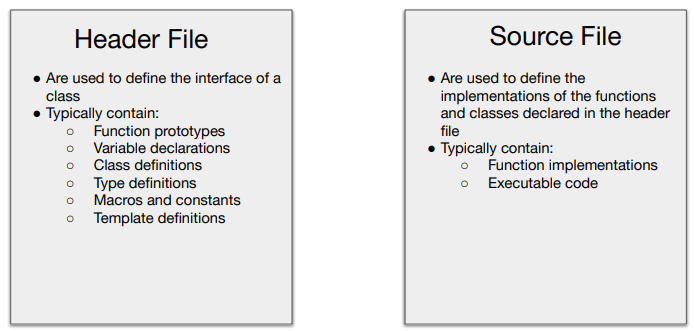 Header File
● Are used to define the interface of a
class
● Typically contain:
○ Function prototypes
○ Variable declarations
○ Class definitions
○ Type definitions
○ Macros and constants
○ Template definitions
Source File
● Are used to define the
implementations of the functions
and classes declared in the header
file
● Typically contain:
○ Function implementations
○ Executable code